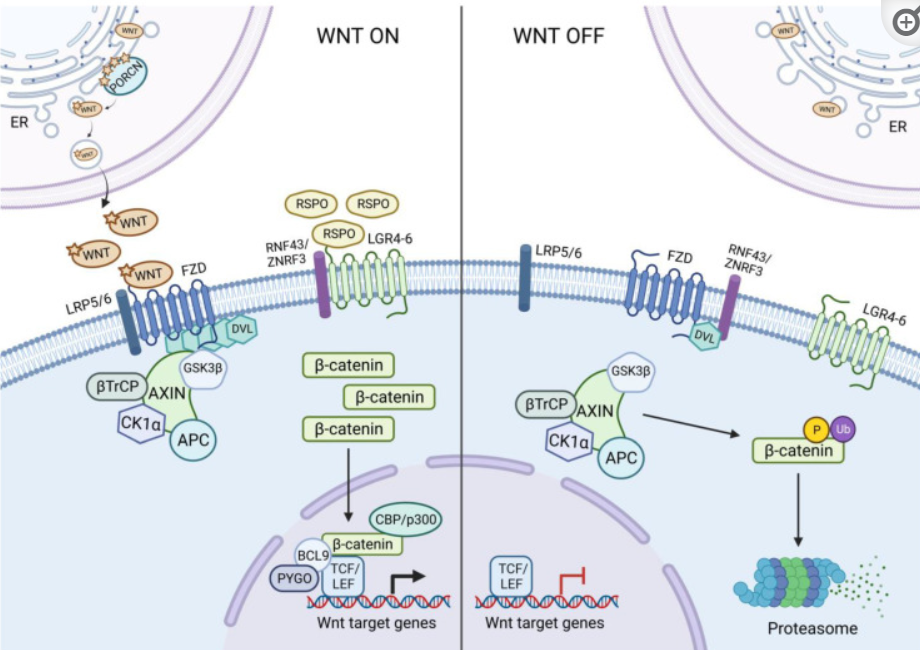 WNT ON
WNT
PORCN
WNT
ER
WNT
WNT
WNT
WNT
RSPO
RSPO
RSPO
RNF43/
ZNRF3
LGR4-6
FZD
LRP5/6
DVL
GSK3β
βTrCP
AXIN
CK1α
APC
β-catenin
β-catenin
β-catenin
CBP/p300
β-catenin
BCL9
PYGO
TCF/
LEF
Wnt target genes
WNT OFF
WNT
WNT
ER
LRP5/6
FZD
RNF43/
ZNRF3
DVL
LGR4-6
GSK3β
βTrCP
AXIN
CK1α
APC
P
Ub
β-catenin
TCF/
LEF
Wnt target genes
Proteasome